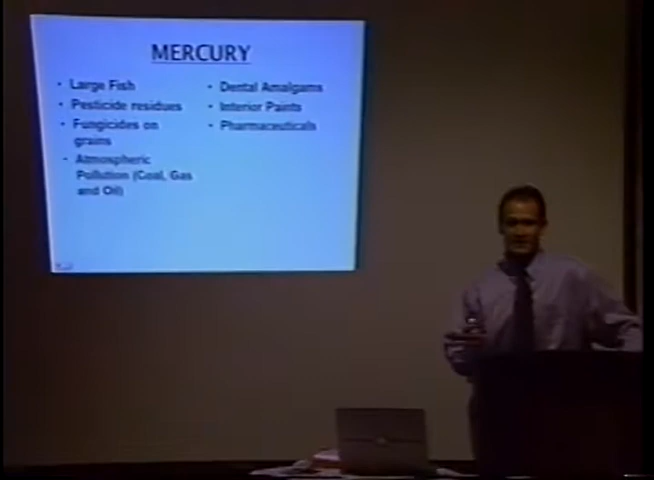 MERCURY
• Large Fish
• Pesticide residues
• Fungicides on
grains
• Atmospheric
Pollution (Coal, Gas
and Oil)
• Dental Amalgams
• Interior Paints
• Pharmaceuticals